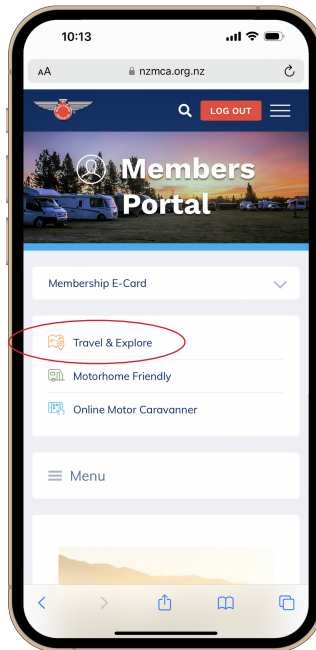 10:13
AA nzmca.org.nz
LOG OUT
Members
Portal
Membership E-Card
Travel & Explore
Motorhome Friendly
Online Motor Caravanner
Menu